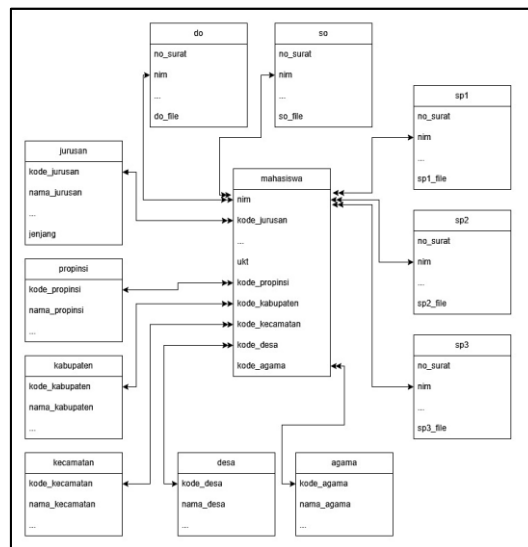 do
no_surat
nim
...
do_file
so
no_surat
nim
...
so_file
sp1
no_surat
nim
...
sp1_file
jurusan
kode_jurusan
nama_jurusan
...
jenjang
mahasiswa
nim
kode_jurusan
...
ukt
kode_propinsi
kode_kabupaten
kode_kecamatan
kode_desa
kode_agama
sp2
no_surat
nim
...
sp2_file
propinsi
kode_propinsi
nama_propinsi
...
sp3
no_surat
nim
...
sp3_file
kabupaten
kode_kabupaten
nama_kabupaten
...
kecamatan
kode_kecamatan
nama_kecamatan
...
desa
kode_desa
nama_desa
...
agama
kode_agama
nama_agama
...